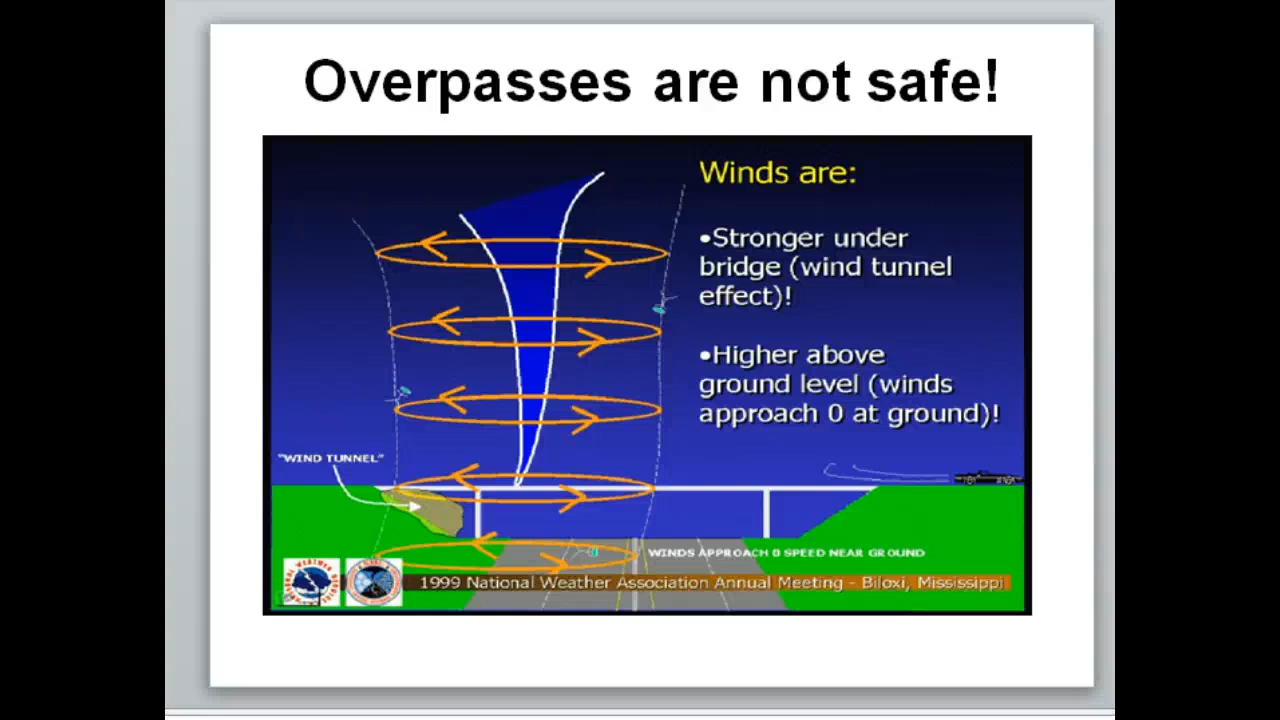 Overpasses are not safe!
Winds are:
•Stronger under
bridge (wind tunnel
effect)!
•Higher above
ground level (winds
approach 0 at ground)!
"WIND TUNNEL"
WINDS APPROACH 0 SPEED NEAR GROUND
1999 National Weather Association Annual Meeting - Biloxi, Mississippi